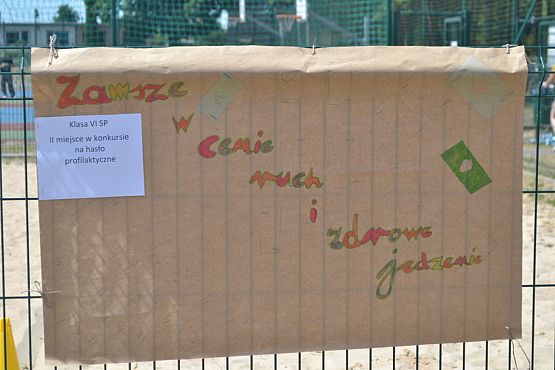 Zawsze
w
cenie
ruch
i
zdrowe
jedzenie
Klasa VI SP
II miejsce w konkursie
na hasło
profilaktyczne